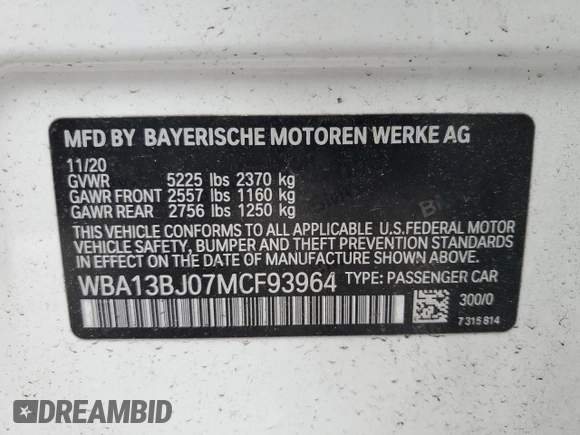 MFD BY BAYERISCHE MOTOREN WERKE AG
11/20
GVWR 5225 lbs 2370 kg
GAWR FRONT 2557 lbs 1160 kg
GAWR REAR 2756 lbs 1250 kg
THIS VEHICLE CONFORMS TO ALL APPLICABLE U.S.FEDERAL MOTOR
VEHICLE SAFETY, BUMPER AND THEFT PREVENTION STANDARDS
IN EFFECT ON THE DATE OF MANUFACTURE SHOWN ABOVE.
WBA13BJ07MCF93964 TYPE: PASSENGER CAR
300/0
7315814
DREAMBID